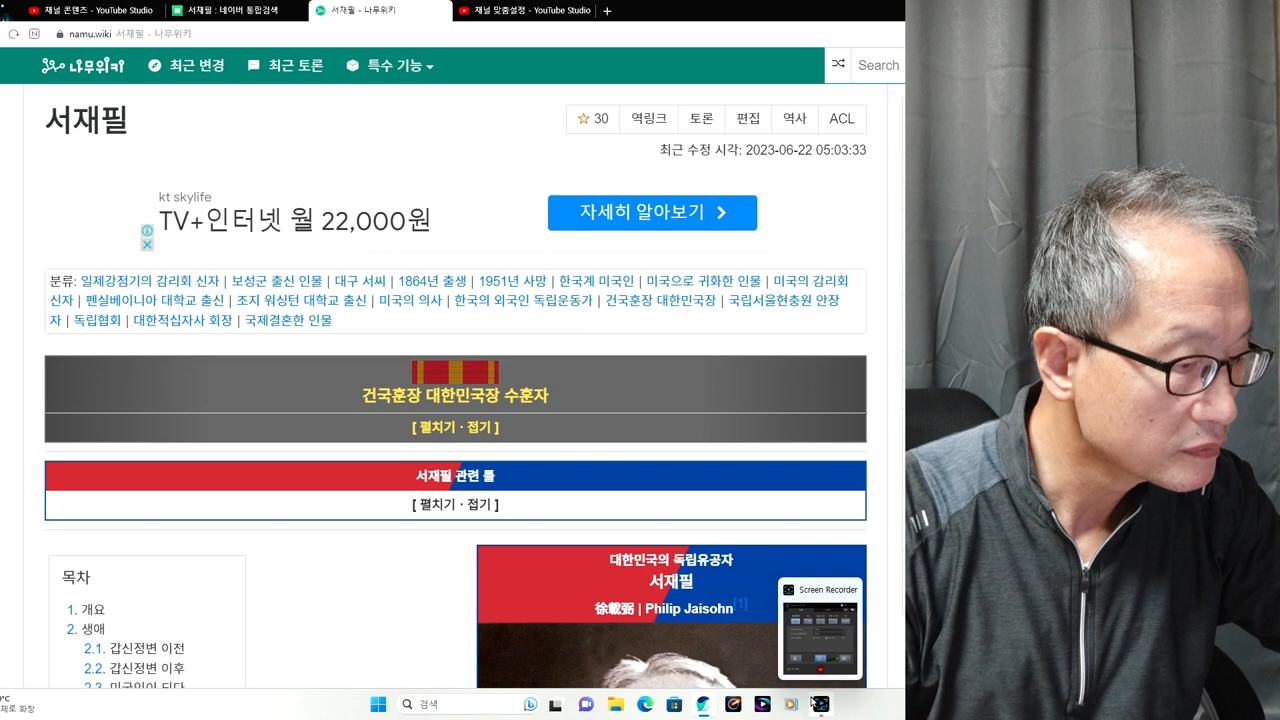 재널 콘텐츠 - YouTube Studio
서재필 : 네이버 통합검색
서재필 - 나무위키
채널 맞춤설정 - YouTube Studio
namu.wiki 서재필 - 나무위키
나무위키 최근 변경 최근 토론 특수 기능 Search
서재필
30 역링크 토론 편집 역사 ACL
최근 수정 시각: 2023-06-22 05:03:33
kt skylife
TV+인터넷 월 22,000원
자세히 알아보기
분류: 일제강점기의 감리회 신자 | 보성군 출신 인물 | 대구 서씨 | 1864년 출생 | 1951년 사망 | 한국계 미국인 | 미국으로 귀화한 인물 | 미국의 감리회
신자 | 펜실베이니아 대학교 출신 | 조지 워싱턴 대학교 출신 | 미국의 의사 | 한국의 외국인 독립운동가 | 건국훈장 대한민국장 | 국립서울현충원 안장
자 | 독립협회 | 대한적십자사 회장 | 국제결혼한 인물
건국훈장 대한민국장 수훈자
[ 펼치기 · 접기 ]
서재필 관련 틀
[ 펼치기 · 접기 ]
목차
1. 개요
2. 생애
2.1. 갑신정변 이전
2.2. 갑신정변 이후
2.3. 미국인이 되다
대한민국의 독립유공자
서재필
徐載弼 | Philip Jaisohn[1]
Screen Recorder
검색